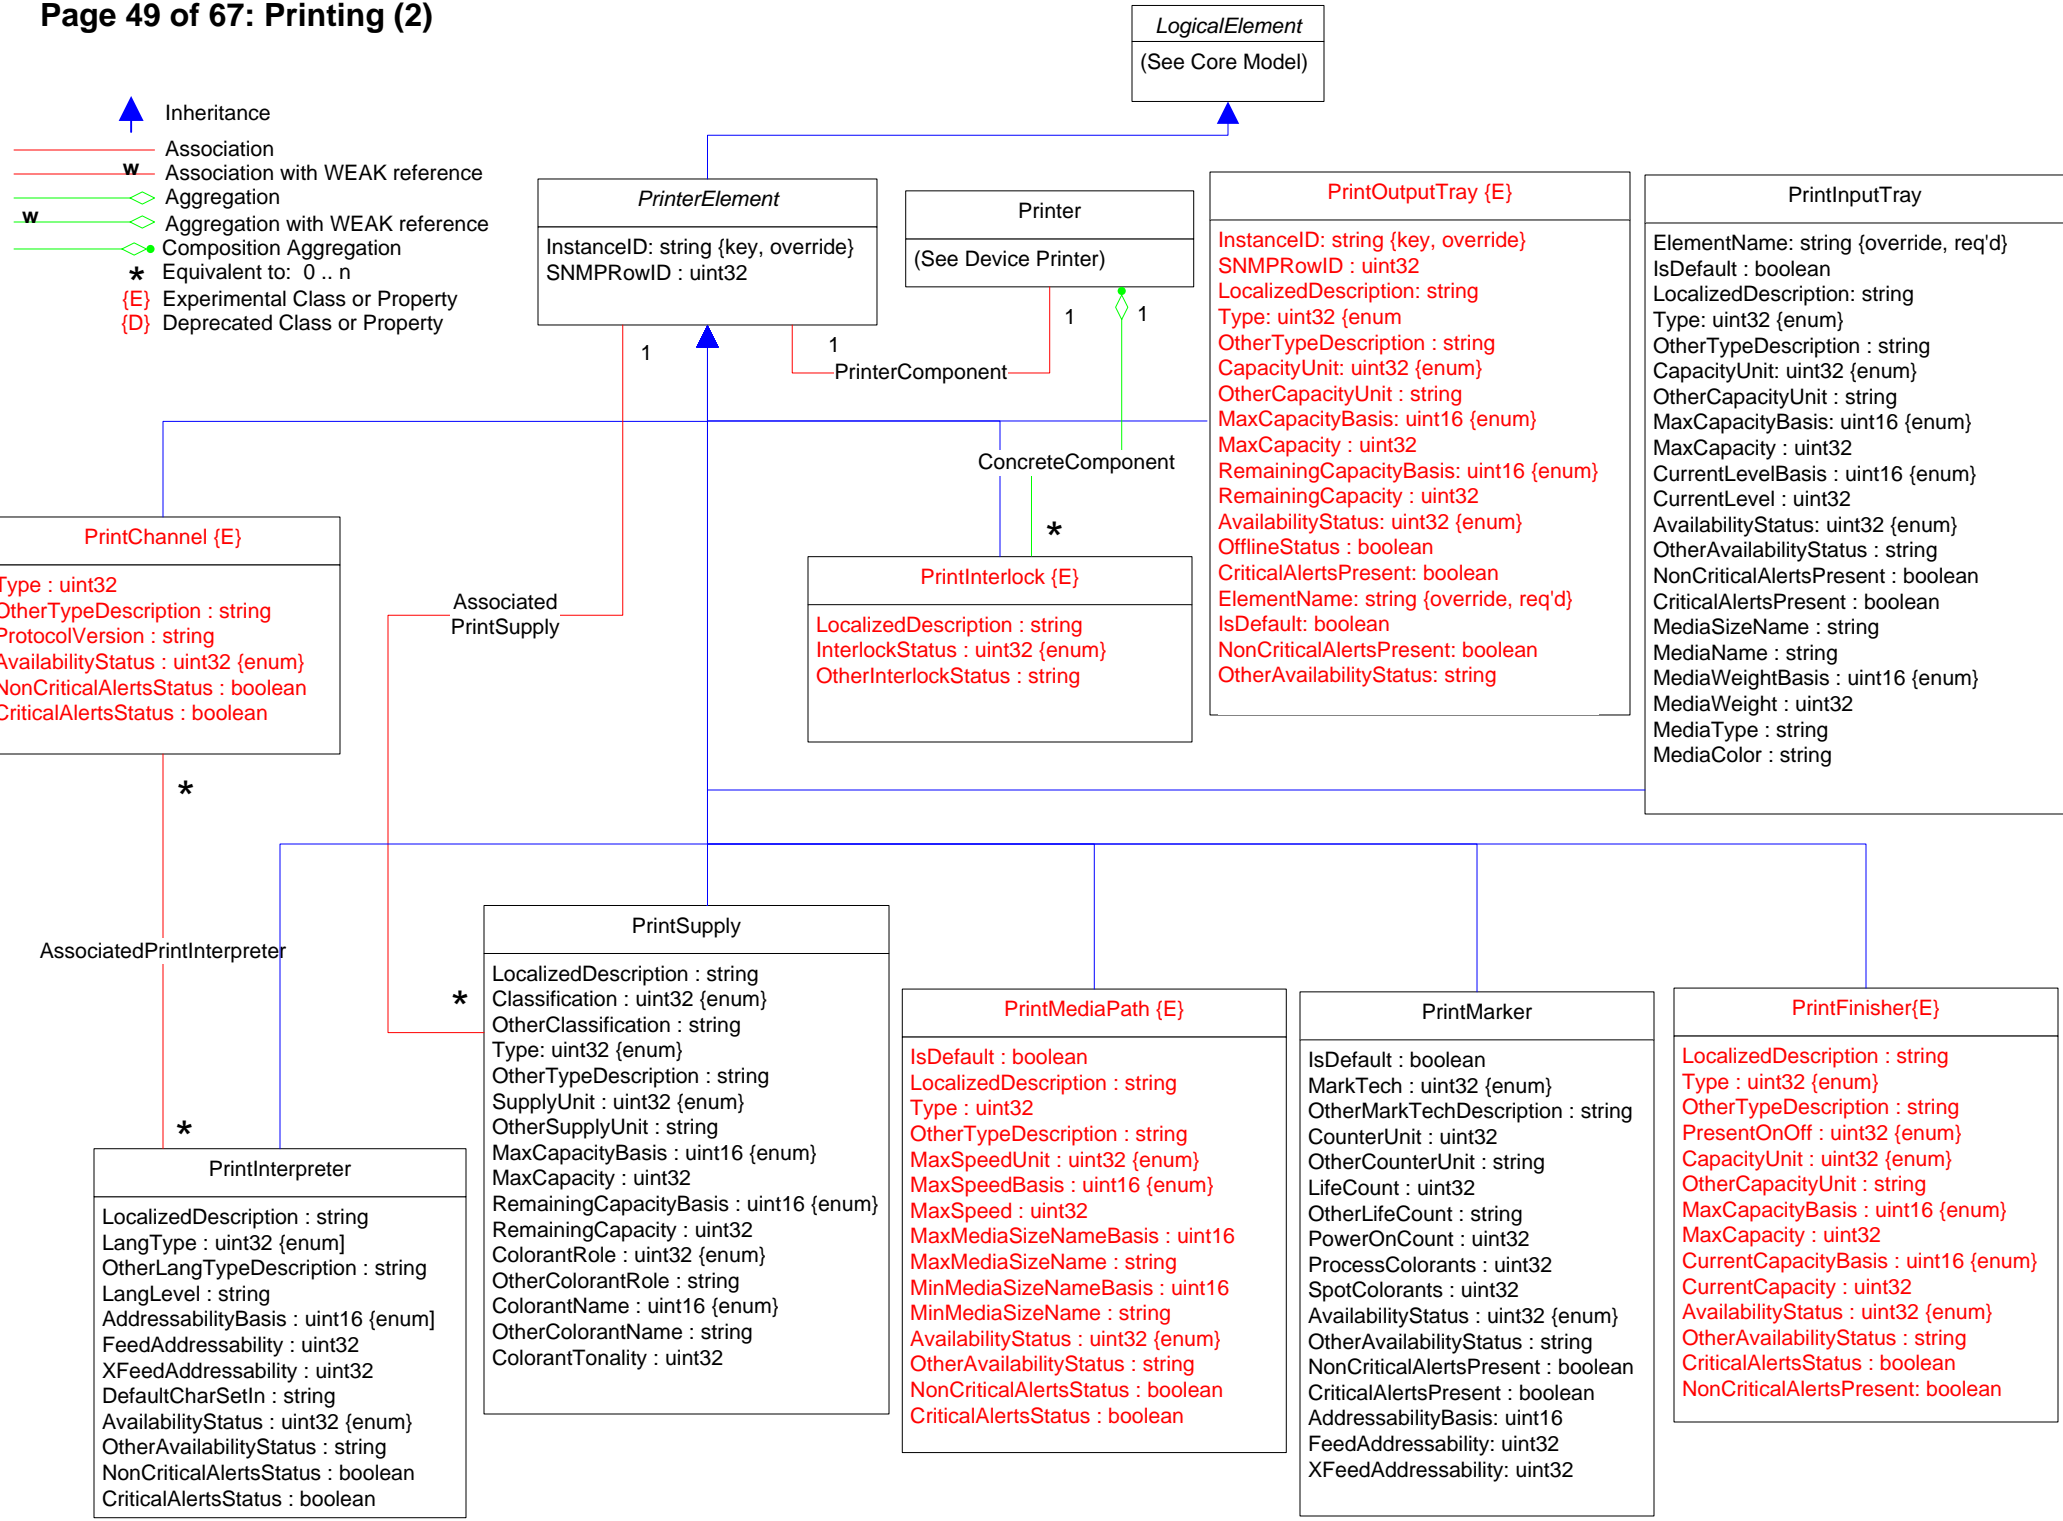 Page 49 of 67: Printing (2)
LogicalElement
(See Core Model)
Inheritance
Association
w Association with WEAK reference
Aggregation
w Aggregation with WEAK reference
Composition Aggregation
* Equivalent to: 0 .. n
{E} Experimental Class or Property
{D} Deprecated Class or Property
PrinterElement
InstanceID: string {key, override}
SNMPRowID : uint32
Printer
(See Device Printer)
1
1
1
1
PrinterComponent
ConcreteComponent
*
PrintOutputTray {E}
InstanceID: string {key, override}
SNMPRowID : uint32
LocalizedDescription: string
Type: uint32 {enum
OtherTypeDescription : string
CapacityUnit: uint32 {enum}
OtherCapacityUnit : string
MaxCapacityBasis: uint16 {enum}
MaxCapacity : uint32
RemainingCapacityBasis: uint16 {enum}
RemainingCapacity : uint32
AvailabilityStatus: uint32 {enum}
OfflineStatus : boolean
CriticalAlertsPresent: boolean
ElementName: string {override, req'd}
IsDefault: boolean
NonCriticalAlertsPresent: boolean
OtherAvailabilityStatus: string
PrintInputTray
ElementName: string {override, req'd}
IsDefault : boolean
LocalizedDescription: string
Type: uint32 {enum}
OtherTypeDescription : string
CapacityUnit: uint32 {enum}
OtherCapacityUnit : string
MaxCapacityBasis: uint16 {enum}
MaxCapacity : uint32
CurrentLevelBasis : uint16 {enum}
CurrentLevel : uint32
AvailabilityStatus: uint32 {enum}
OtherAvailabilityStatus : string
NonCriticalAlertsPresent : boolean
CriticalAlertsPresent : boolean
MediaSizeName : string
MediaName : string
MediaWeightBasis : uint16 {enum}
MediaWeight : uint32
MediaType : string
MediaColor : string
PrintChannel {E}
Type : uint32
OtherTypeDescription : string
ProtocolVersion : string
AvailabilityStatus : uint32 {enum}
NonCriticalAlertsStatus : boolean
CriticalAlertsStatus : boolean
Associated
PrintSupply
PrintInterlock {E}
LocalizedDescription : string
InterlockStatus : uint32 {enum}
OtherInterlockStatus : string
*
AssociatedPrintInterpreter
*
*
PrintSupply
LocalizedDescription : string
Classification : uint32 {enum}
OtherClassification : string
Type: uint32 {enum}
OtherTypeDescription : string
SupplyUnit : uint32 {enum}
OtherSupplyUnit : string
MaxCapacityBasis : uint16 {enum}
MaxCapacity : uint32
RemainingCapacityBasis : uint16 {enum}
RemainingCapacity : uint32
ColorantRole : uint32 {enum}
OtherColorantRole : string
ColorantName : uint16 {enum}
OtherColorantName : string
ColorantTonality : uint32
PrintInterpreter
LocalizedDescription : string
LangType : uint32 {enum]
OtherLangTypeDescription : string
LangLevel : string
AddressabilityBasis : uint16 {enum]
FeedAddressability : uint32
XFeedAddressability : uint32
DefaultCharSetIn : string
AvailabilityStatus : uint32 {enum}
OtherAvailabilityStatus : string
NonCriticalAlertsStatus : boolean
CriticalAlertsStatus : boolean
PrintMediaPath {E}
IsDefault : boolean
LocalizedDescription : string
Type : uint32
OtherTypeDescription : string
MaxSpeedUnit : uint32 {enum}
MaxSpeedBasis : uint16 {enum}
MaxSpeed : uint32
MaxMediaSizeNameBasis : uint16
MaxMediaSizeName : string
MinMediaSizeNameBasis : uint16
MinMediaSizeName : string
AvailabilityStatus : uint32 {enum}
OtherAvailabilityStatus : string
NonCriticalAlertsStatus : boolean
CriticalAlertsStatus : boolean
PrintMarker
IsDefault : boolean
MarkTech : uint32 {enum}
OtherMarkTechDescription : string
CounterUnit : uint32
OtherCounterUnit : string
LifeCount : uint32
OtherLifeCount : string
PowerOnCount : uint32
ProcessColorants : uint32
SpotColorants : uint32
AvailabilityStatus : uint32 {enum}
OtherAvailabilityStatus : string
NonCriticalAlertsPresent : boolean
CriticalAlertsPresent : boolean
AddressabilityBasis: uint16
FeedAddressability: uint32
XFeedAddressability: uint32
PrintFinisher{E}
LocalizedDescription : string
Type : uint32 {enum}
OtherTypeDescription : string
PresentOnOff : uint32 {enum}
CapacityUnit : uint32 {enum}
OtherCapacityUnit : string
MaxCapacityBasis : uint16 {enum}
MaxCapacity : uint32
CurrentCapacityBasis : uint16 {enum}
CurrentCapacity : uint32
AvailabilityStatus : uint32 {enum}
OtherAvailabilityStatus : string
CriticalAlertsStatus : boolean
NonCriticalAlertsPresent: boolean